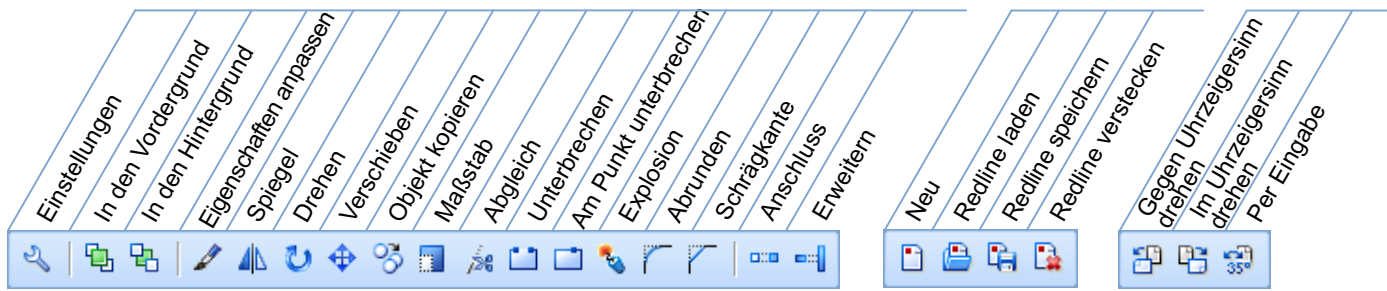 Einstellungen
In den Vordergrund
In den Hintergrund
Eigenschaften anpassen
Spiegel
Drehen
Verschieben
Objekt kopieren
Maßstab
Abgleich
Unterbrechen
Am Punkt unterbrechen
Explosion
Abrunden
Schrägkante
Anschluss
Erweitern
Neu
Redline laden
Redline speichern
Redline verstecken
Gegen Uhrzeigersinn
drehen
Im Uhrzeigersinn
drehen
Per Eingabe
35°